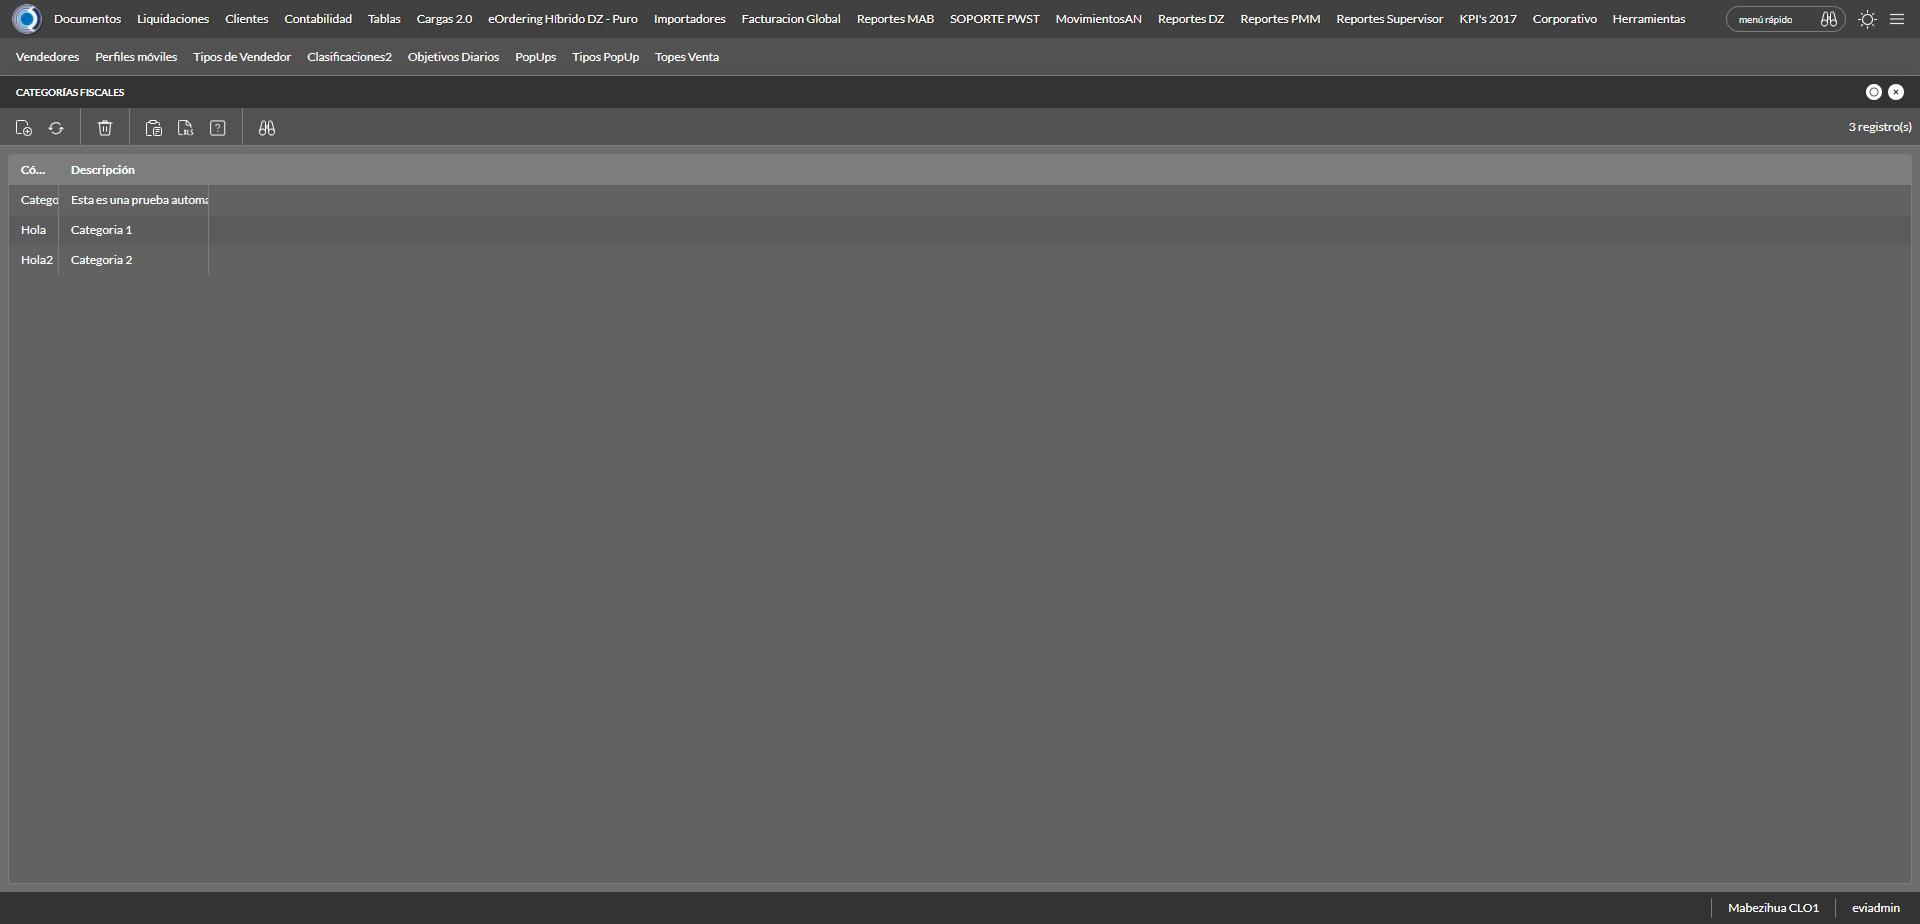 Documentos Liquidaciones Clientes Contabilidad Tablas Cargas 2.0 eOrdering Híbrido DZ - Puro Importadores Facturacion Global Reportes MAB SOPORTE PWST MovimientosAN Reportes DZ Reportes PMM Reportes Supervisor KPI's 2017 Corporativo Herramientas menú rápido
Vendedores Perfiles móviles Tipos de Vendedor Clasificaciones2 Objetivos Diarios PopUps Tipos PopUp Topes Venta
CATEGORÍAS FISCALES
XLS ? 3 registro(s)
Có... Descripción
Catego Esta es una prueba automa
Hola Categoria 1
Hola2 Categoria 2
Mabezihua CLO1 eviadmin